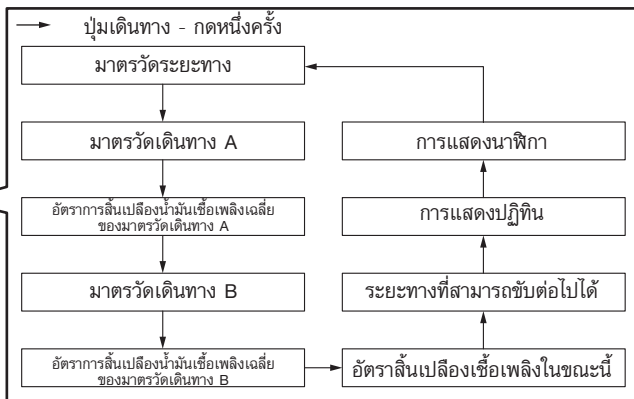 ปุ่มเดินทาง - กดหนึ่งครั้ง
มาตรวัดระยะทาง
มาตรวัดเดินทาง A
อัตราการสิ้นเปลืองน้ำมันเชื้อเพลิงเฉลี่ย
ของมาตรวัดเดินทาง A
มาตรวัดเดินทาง B
อัตราการสิ้นเปลืองน้ำมันเชื้อเพลิงเฉลี่ย
ของมาตรวัดเดินทาง B
อัตราสิ้นเปลืองเชื้อเพลิงในขณะนี้
ระยะทางที่สามารถขับต่อไปได้
การแสดงปฏิทิน
การแสดงนาฬิกา